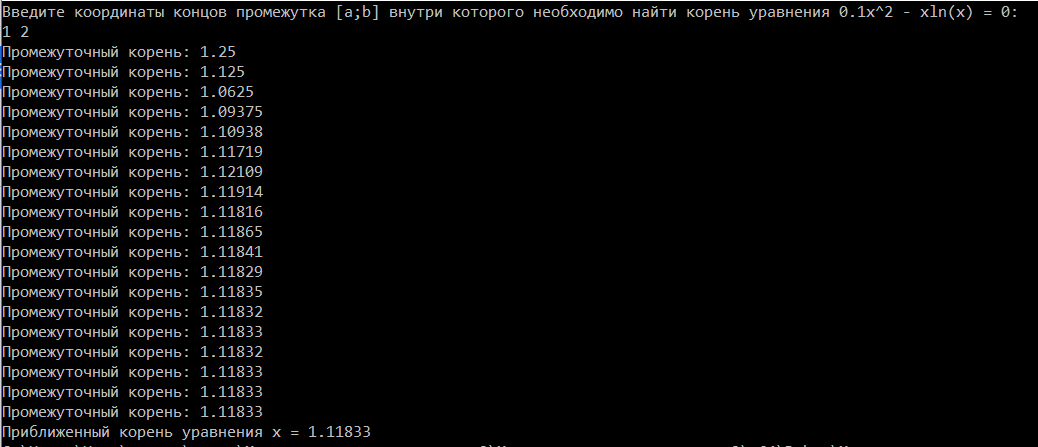 Введите координаты концов промежутка [a;b] внутри которого необходимо найти корень уравнения 0.1x^2 - xln(x) = 0:
1 2
Промежуточный корень: 1.25
Промежуточный корень: 1.125
Промежуточный корень: 1.0625
Промежуточный корень: 1.09375
Промежуточный корень: 1.10938
Промежуточный корень: 1.11719
Промежуточный корень: 1.12109
Промежуточный корень: 1.11914
Промежуточный корень: 1.11816
Промежуточный корень: 1.11865
Промежуточный корень: 1.11841
Промежуточный корень: 1.11829
Промежуточный корень: 1.11835
Промежуточный корень: 1.11832
Промежуточный корень: 1.11833
Промежуточный корень: 1.11832
Промежуточный корень: 1.11833
Промежуточный корень: 1.11833
Промежуточный корень: 1.11833
Приближенный корень уравнения x = 1.11833